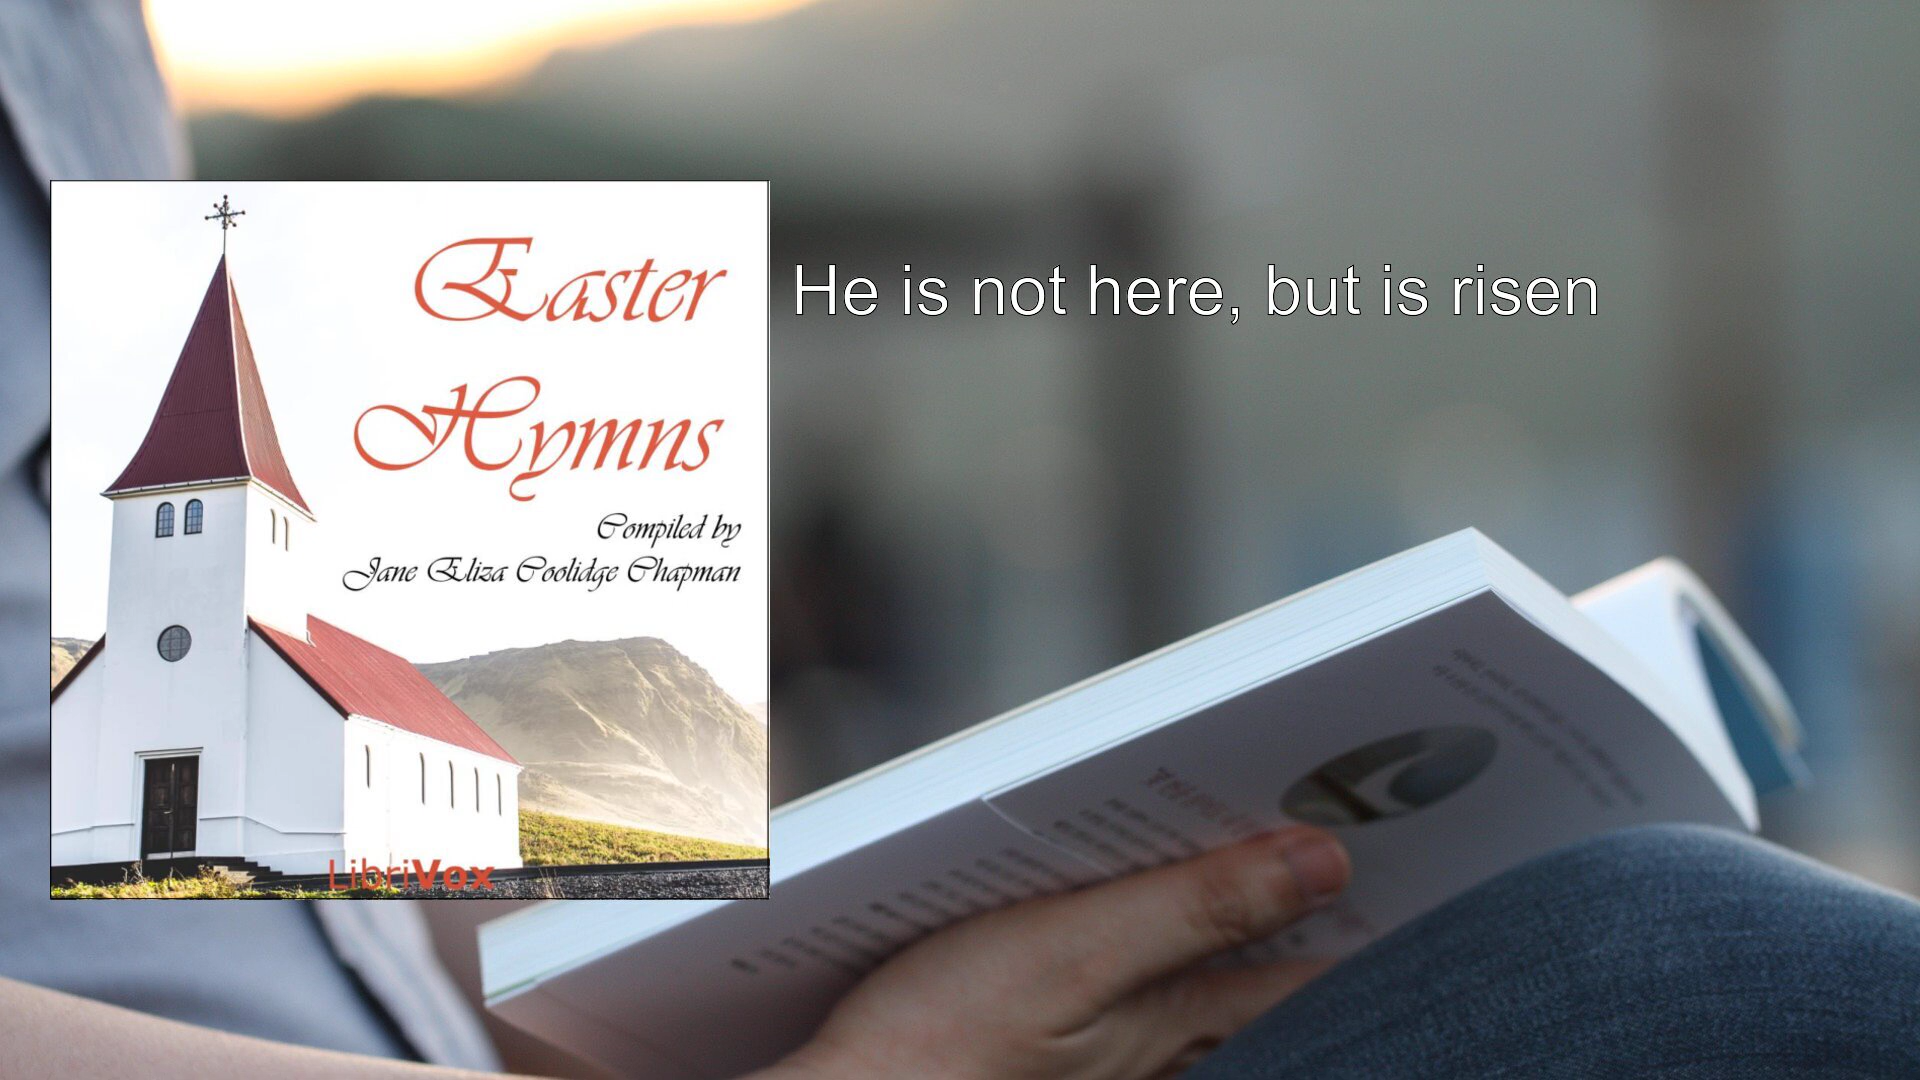 Easter
Hymns
Compiled by
Jane Eliza Coolidge Chapman
LibriVox
He is not here, but is risen